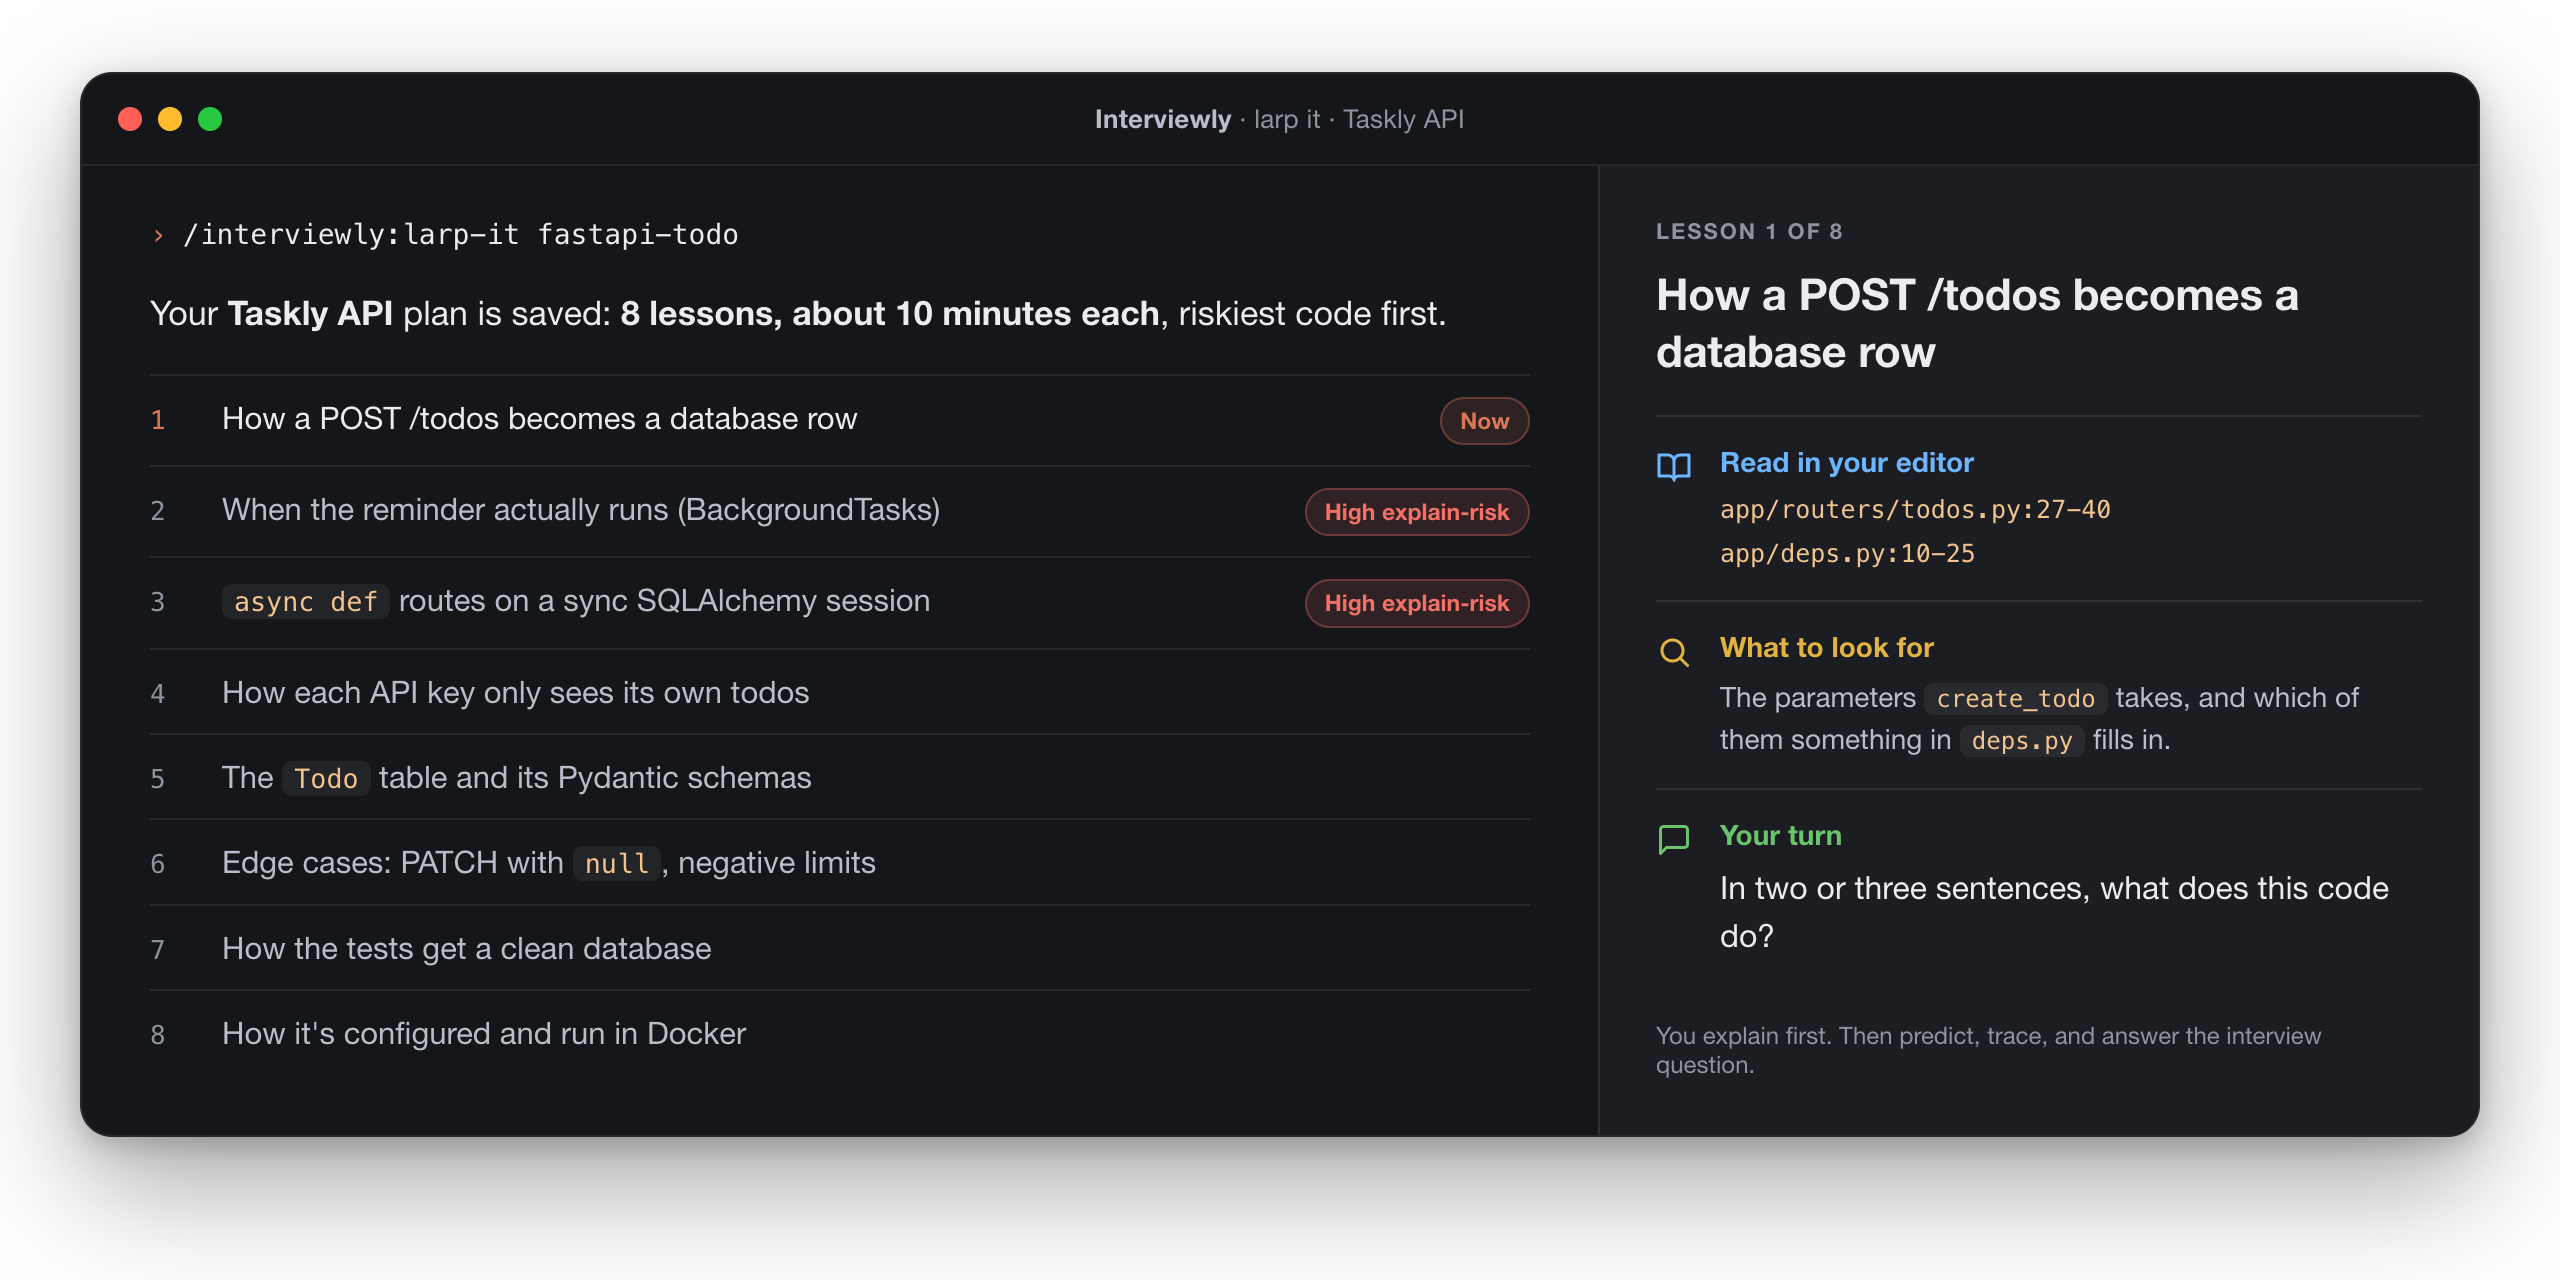 Interviewly · larp it · Taskly API
› /interviewly:larp-it fastapi-todo
Your Taskly API plan is saved: 8 lessons, about 10 minutes each, riskiest code first.
1 How a POST /todos becomes a database row Now
2 When the reminder actually runs (BackgroundTasks) High explain-risk
3 async def routes on a sync SQLAlchemy session High explain-risk
4 How each API key only sees its own todos
5 The Todo table and its Pydantic schemas
6 Edge cases: PATCH with null, negative limits
7 How the tests get a clean database
8 How it's configured and run in Docker
LESSON 1 OF 8
How a POST /todos becomes a
database row
Read in your editor
app/routers/todos.py:27–40
app/deps.py:10–25
What to look for
The parameters create_todo takes, and which of
them something in deps.py fills in.
Your turn
In two or three sentences, what does this code
do?
You explain first. Then predict, trace, and answer the interview
question.